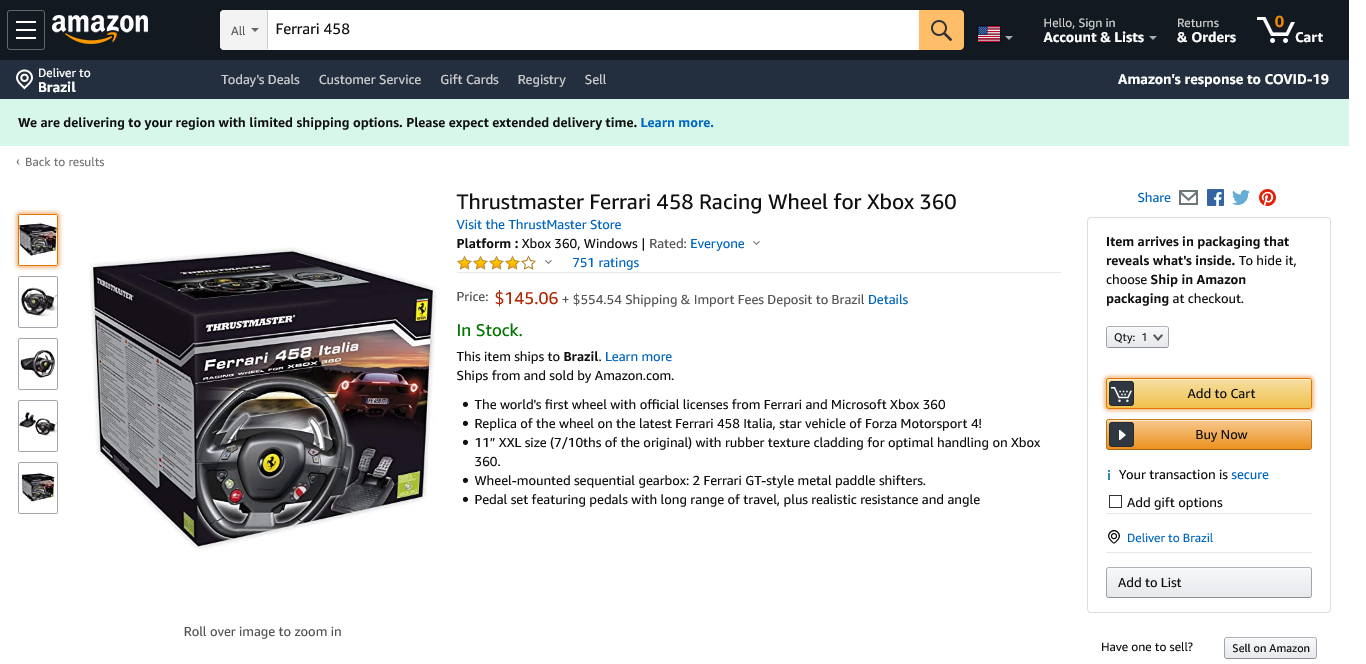 amazon
All
Ferrari 458
Hello, Sign in
Account & Lists
Returns
& Orders
0
Cart
Deliver to
Brazil
Today's Deals
Customer Service
Gift Cards
Registry
Sell
Amazon's response to COVID-19
We are delivering to your region with limited shipping options. Please expect extended delivery time. Learn more.
‹ Back to results
THRUSTMASTER
THRUSTMASTER
THRUSTMASTER
Ferrari 458 Italia
RACING WHEEL FOR XBOX 360
Roll over image to zoom in
Thrustmaster Ferrari 458 Racing Wheel for Xbox 360
Visit the ThrustMaster Store
Platform : Xbox 360, Windows | Rated: Everyone
751 ratings
Price: $145.06 + $554.54 Shipping & Import Fees Deposit to Brazil Details
In Stock.
This item ships to Brazil. Learn more
Ships from and sold by Amazon.com.
• The world's first wheel with official licenses from Ferrari and Microsoft Xbox 360
• Replica of the wheel on the latest Ferrari 458 Italia, star vehicle of Forza Motorsport 4!
• 11” XXL size (7/10ths of the original) with rubber texture cladding for optimal handling on Xbox
360.
• Wheel-mounted sequential gearbox: 2 Ferrari GT-style metal paddle shifters.
• Pedal set featuring pedals with long range of travel, plus realistic resistance and angle
Share
Item arrives in packaging that
reveals what's inside. To hide it,
choose Ship in Amazon
packaging at checkout.
Qty: 1
Add to Cart
Buy Now
Your transaction is secure
Add gift options
Deliver to Brazil
Add to List
Have one to sell?
Sell on Amazon